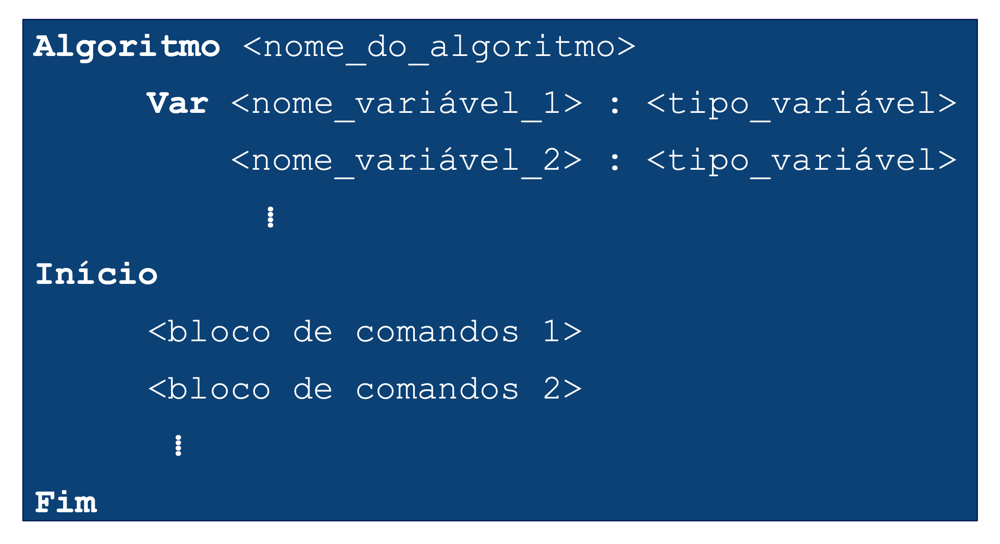 Algoritmo <nome_do_algoritmo>
Var <nome_variável_1> : <tipo_variável>
<nome_variável_2> : <tipo_variável>
⁞
Início
<bloco de comandos 1>
<bloco de comandos 2>
⁞
Fim